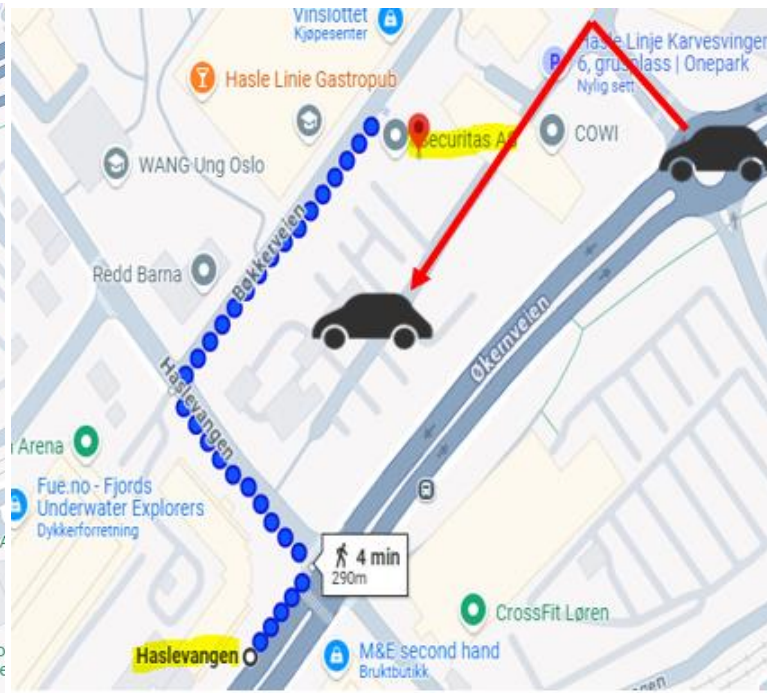 Vinslottet
Kjøpesenter
Hasle Linje Karvesvingen
6, grusplass | Onepark
Nylig sett
P
Hasle Linie Gastropub
Securitas AS
COWI
WANG Ung Oslo
Bøkkerveien
Redd Barna
Økernveien
Haslevangen
Arena
Fue.no - Fjords
Underwater Explorers
Dykkerforretning
4 min
290m
CrossFit Løren
Haslevangen
M&E second hand
Bruktbutikk